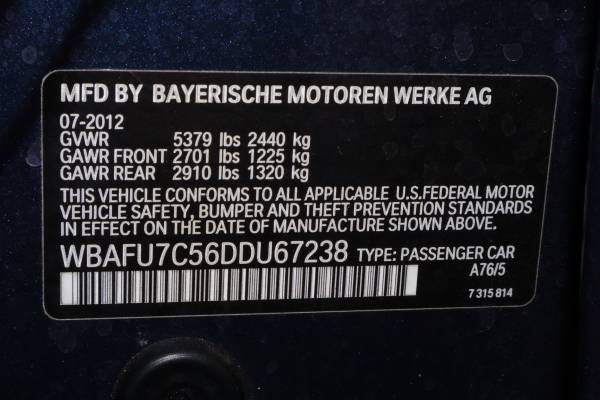 MFD BY BAYERISCHE MOTOREN WERKE AG
07-2012
GVWR 5379 lbs 2440 kg
GAWR FRONT 2701 lbs 1225 kg
GAWR REAR 2910 lbs 1320 kg
THIS VEHICLE CONFORMS TO ALL APPLICABLE U.S.FEDERAL MOTOR
VEHICLE SAFETY, BUMPER AND THEFT PREVENTION STANDARDS
IN EFFECT ON THE DATE OF MANUFACTURE SHOWN ABOVE.
WBAFU7C56DDU67238 TYPE: PASSENGER CAR
A76/5
7 315 814